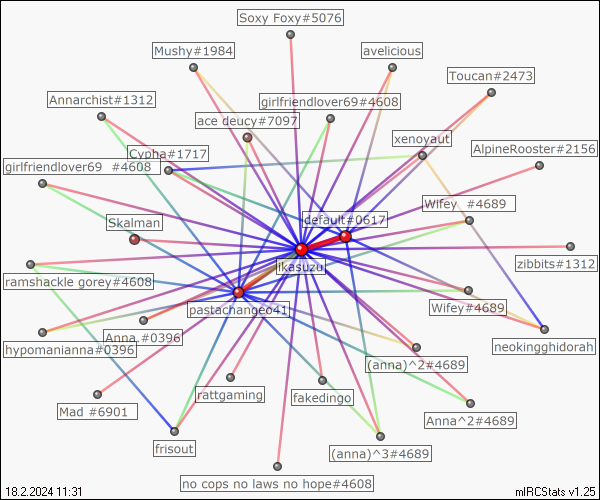 Soxy Foxy#5076
Mushy#1984
avelicious
Toucan#2473
Annarchist#1312
girlfriendlover69#4608
ace deucy#7097
xenoyaut
Cypha#1717
AlpineRooster#2156
girlfriendlover69 #4608
Wifey #4689
default#0617
Skalman
ikasuzu
zibbits#1312
ramshackle gorey#4608
pastachangeo41
Wifey#4689
Anna #0396
hypomanianna#0396
neokingghidorah
(anna)^2#4689
rattgaming
fakedingo
Mad #6901
Anna^2#4689
frisout
(anna)^3#4689
no cops no laws no hope#4608
18.2.2024 11:31
mIRCStats v1.25